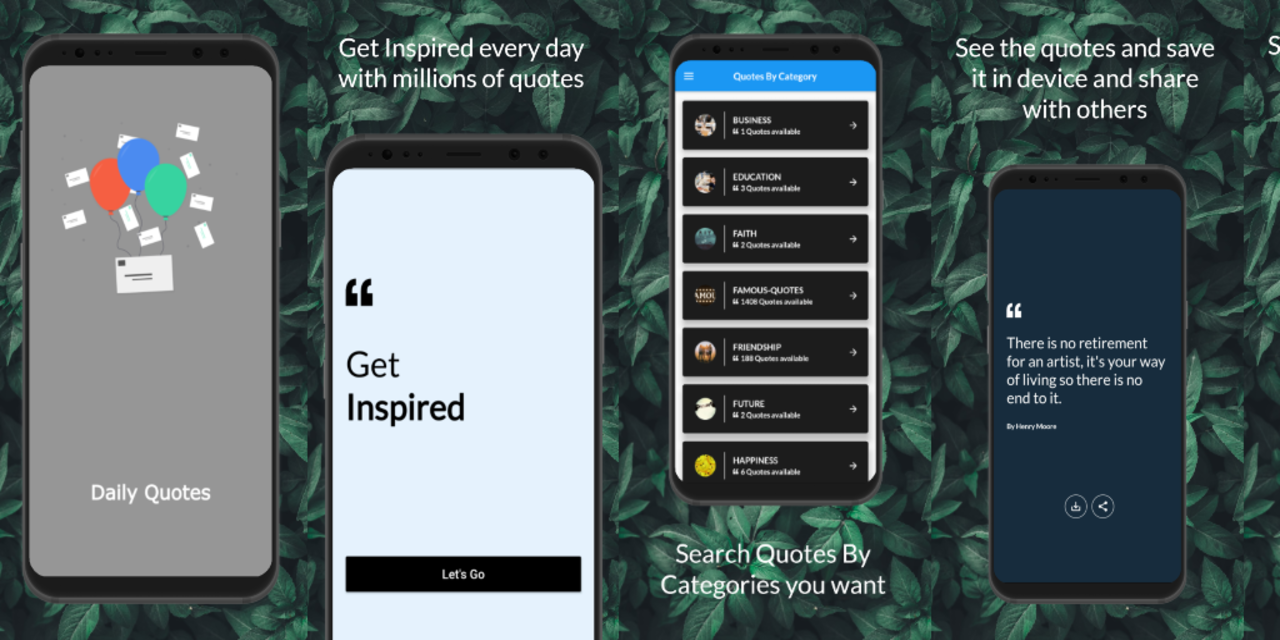 Daily Quotes
Get Inspired every day
with millions of quotes
Get
Inspired
Let's Go
Quotes By Category
BUSINESS
1 Quotes available
EDUCATION
3 Quotes available
FAITH
2 Quotes available
FAMOUS-QUOTES
1408 Quotes available
FRIENDSHIP
188 Quotes available
FUTURE
2 Quotes available
HAPPINESS
6 Quotes available
Search Quotes By
Categories you want
See the quotes and save
it in device and share
with others
“
There is no retirement
for an artist, it's your way
of living so there is no
end to it.
By Henry Moore